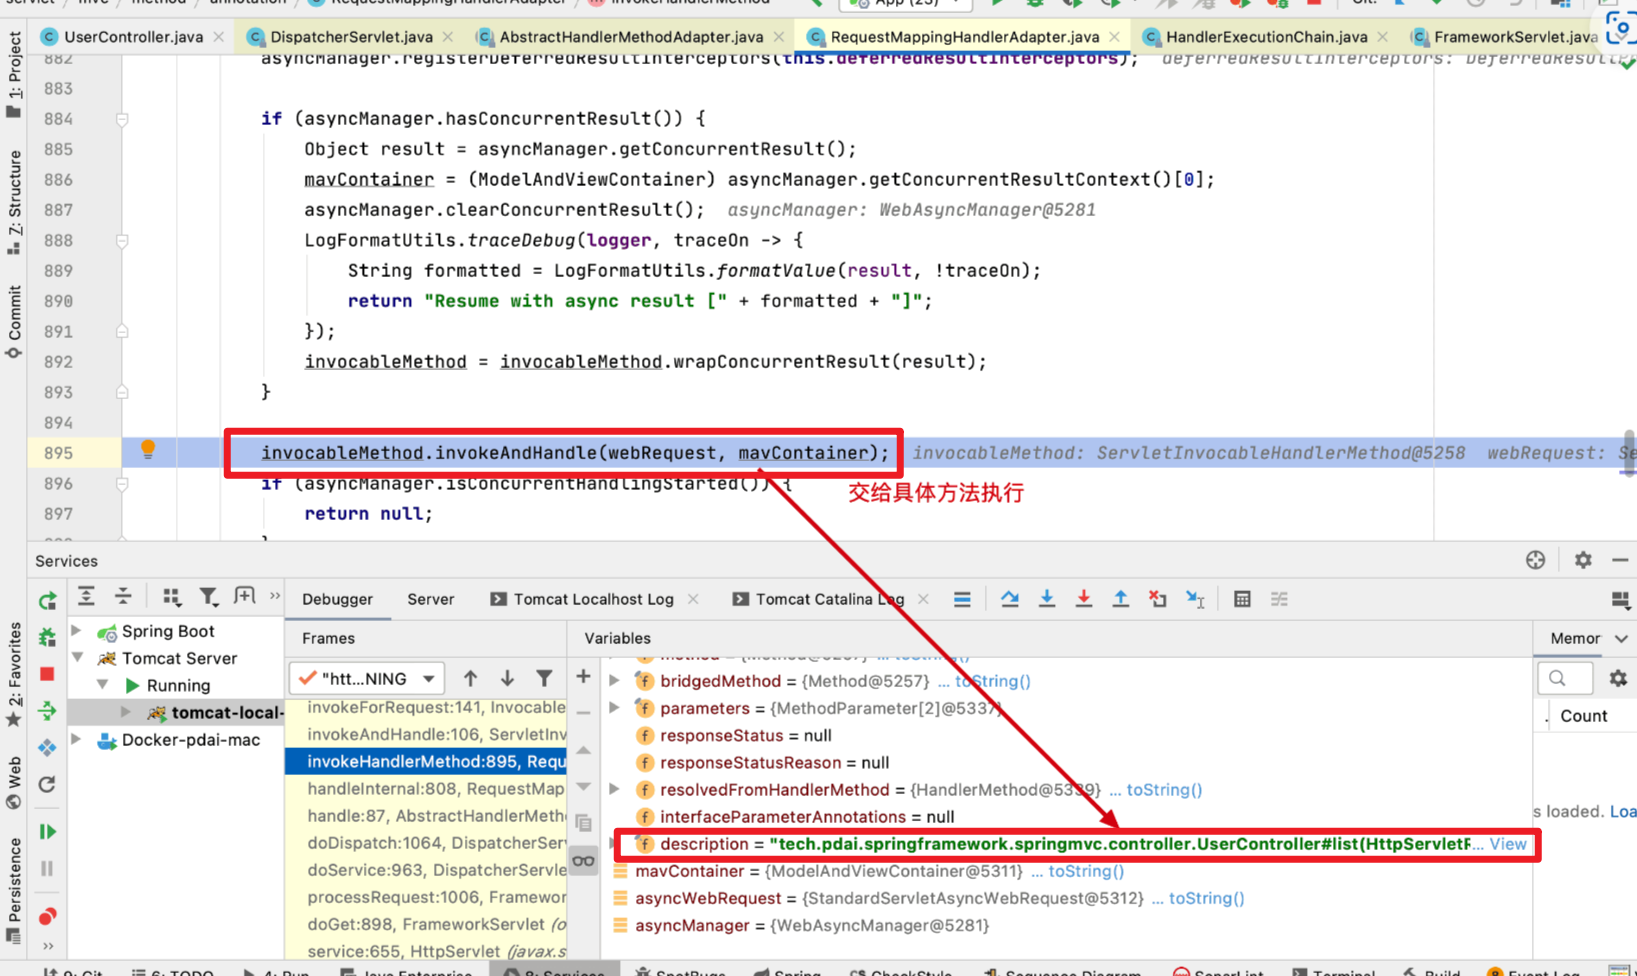 servlet mvc method annotation RequestMappingHandlerAdapter invokeHandlerMethod
UserController.java DispatcherServlet.java AbstractHandlerMethodAdapter.java RequestMappingHandlerAdapter.java HandlerExecutionChain.java FrameworkServlet.java
882 asyncManager.registerDeferredResultInterceptors(this.deferredResultInterceptors); deferredResultInterceptors:
883
884 if (asyncManager.hasConcurrentResult()) {
885 Object result = asyncManager.getConcurrentResult();
886 mavContainer = (ModelAndViewContainer) asyncManager.getConcurrentResultContext()[0];
887 asyncManager.clearConcurrentResult(); asyncManager: WebAsyncManager@5281
888 LogFormatUtils.traceDebug(logger, traceOn -> {
889 String formatted = LogFormatUtils.formatValue(result, !traceOn);
890 return "Resume with async result [" + formatted + "]";
891 });
892 invocableMethod = invocableMethod.wrapConcurrentResult(result);
893 }
894
895 invocableMethod.invokeAndHandle(webRequest, mavContainer); invocableMethod: ServletInvocableHandlerMethod@5258 webRequest: Se
896 if (asyncManager.isConcurrentHandlingStarted()) {
交给具体方法执行
897 return null;
1: Project
7: Structure
Commit
2: Favorites
Web
Persistence
Services
Debugger Server Tomcat Localhost Log Tomcat Catalina Log
Spring Boot
Tomcat Server
Running
tomcat-local-
Docker-pdai-mac
Frames
"htt...NING
invokeForRequest:141, Invocable
invokeAndHandle:106, ServletInv
invokeHandlerMethod:895, Requ
handleInternal:808, RequestMap
handle:87, AbstractHandlerMeth
doDispatch:1064, DispatcherServ
doService:963, DispatcherServle
processRequest:1006, Framewor
doGet:898, FrameworkServlet (o
service:655, HttpServlet (javax.s
Variables
method = {Method@5257} ... toString()
bridgedMethod = {Method@5257} ... toString()
parameters = {MethodParameter[2]@5337}
responseStatus = null
responseStatusReason = null
resolvedFromHandlerMethod = {HandlerMethod@5339} ... toString()
interfaceParameterAnnotations = null
description = "tech.pdai.springframework.springmvc.controller.UserController#list(HttpServletR... View
mavContainer = {ModelAndViewContainer@5311} ... toString()
asyncWebRequest = {StandardServletAsyncWebRequest@5312} ... toString()
asyncManager = {WebAsyncManager@5281}
Memor
Count
s loaded. Loa
9: Git 6: TODO 4: Run Java Enterprise 8: Services SpotBugs Spring CheckStyle Sequence Diagram SonarLint Terminal Build Event Log